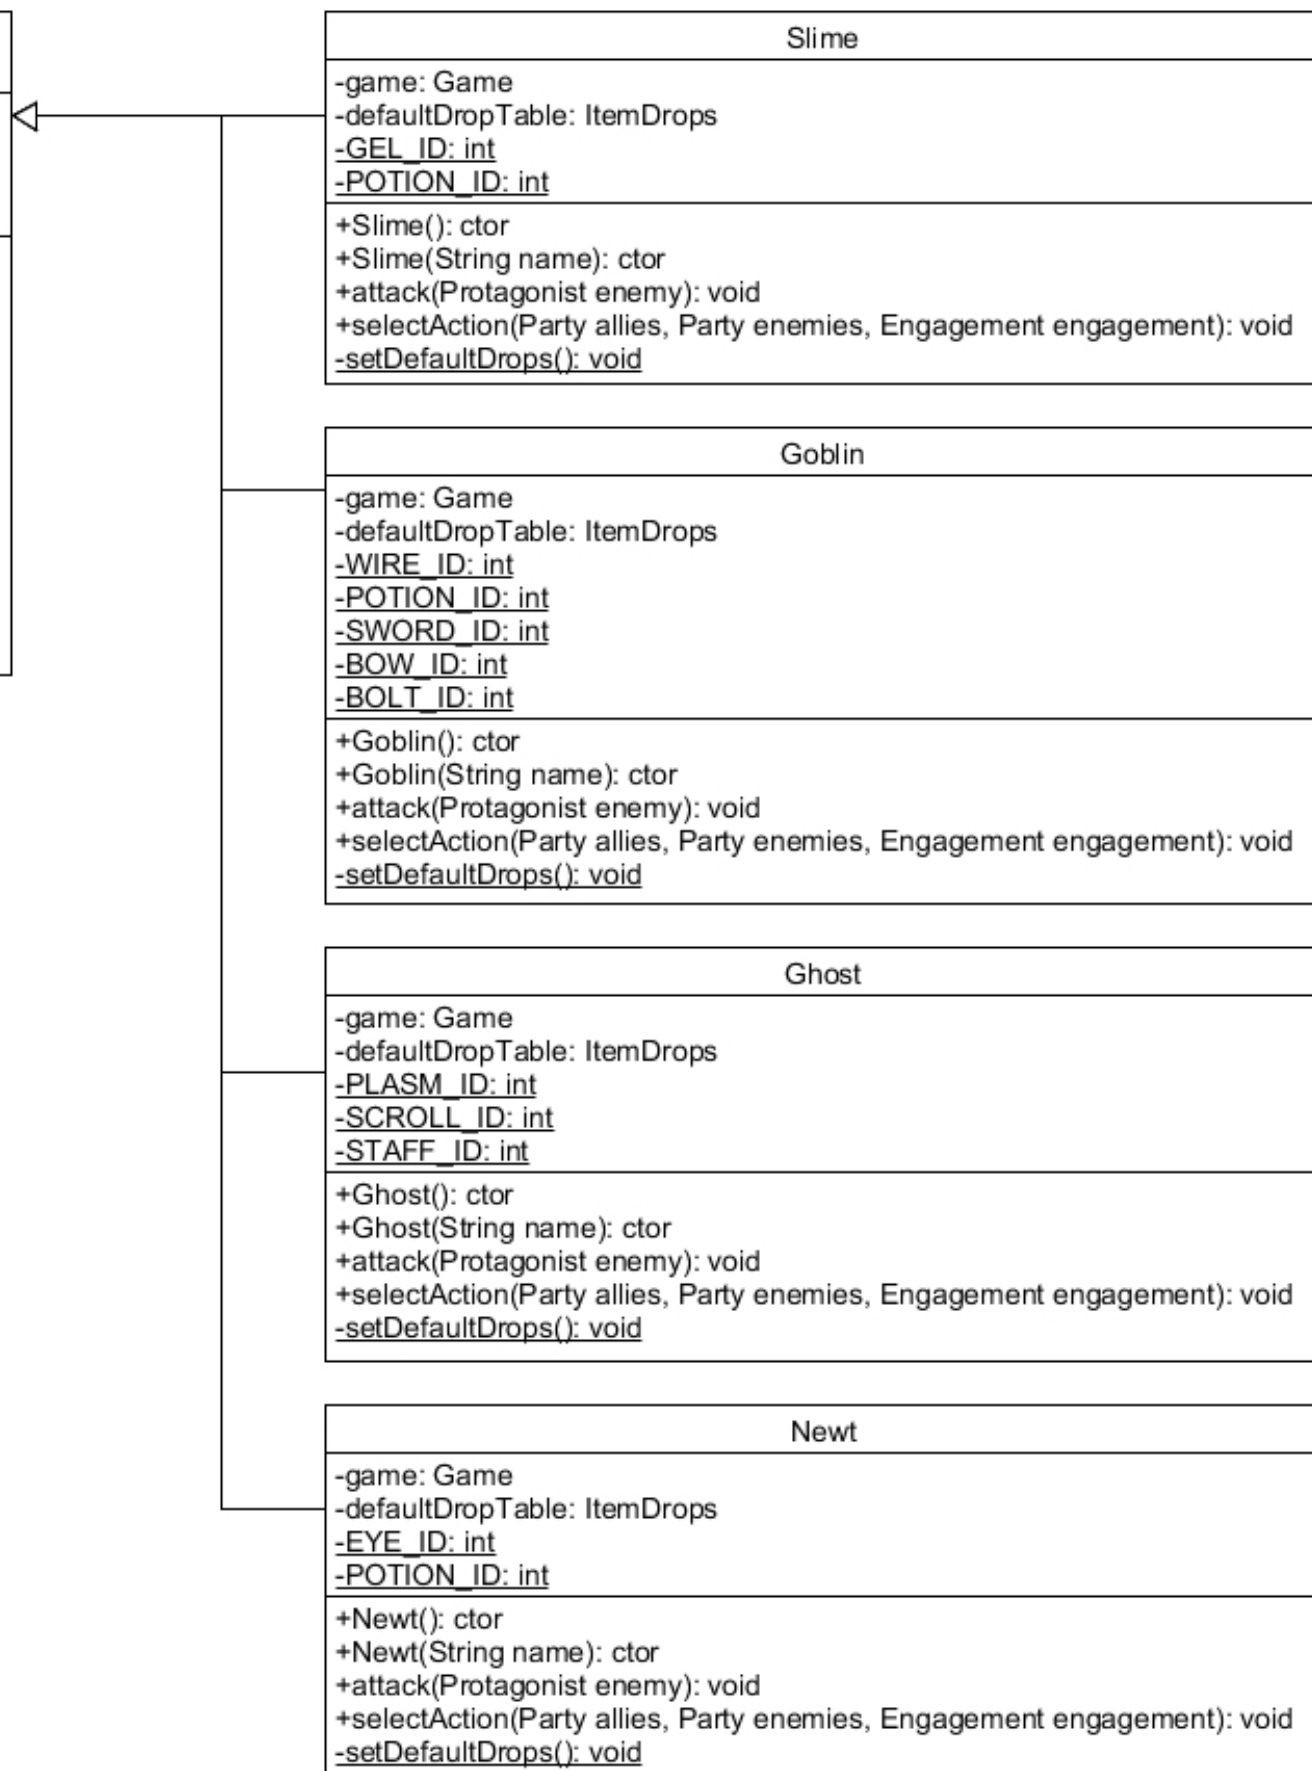 Slime
-game: Game
-defaultDropTable: ItemDrops
-GEL_ID: int
-POTION_ID: int
+Slime(): ctor
+Slime(String name): ctor
+attack(Protagonist enemy): void
+selectAction(Party allies, Party enemies, Engagement engagement): void
-setDefaultDrops(): void
Goblin
-game: Game
-defaultDropTable: ItemDrops
-WIRE_ID: int
-POTION_ID: int
-SWORD_ID: int
-BOW_ID: int
-BOLT_ID: int
+Goblin(): ctor
+Goblin(String name): ctor
+attack(Protagonist enemy): void
+selectAction(Party allies, Party enemies, Engagement engagement): void
-setDefaultDrops(): void
Ghost
-game: Game
-defaultDropTable: ItemDrops
-PLASM_ID: int
-SCROLL_ID: int
-STAFF_ID: int
+Ghost(): ctor
+Ghost(String name): ctor
+attack(Protagonist enemy): void
+selectAction(Party allies, Party enemies, Engagement engagement): void
-setDefaultDrops(): void
Newt
-game: Game
-defaultDropTable: ItemDrops
-EYE_ID: int
-POTION_ID: int
+Newt(): ctor
+Newt(String name): ctor
+attack(Protagonist enemy): void
+selectAction(Party allies, Party enemies, Engagement engagement): void
-setDefaultDrops(): void